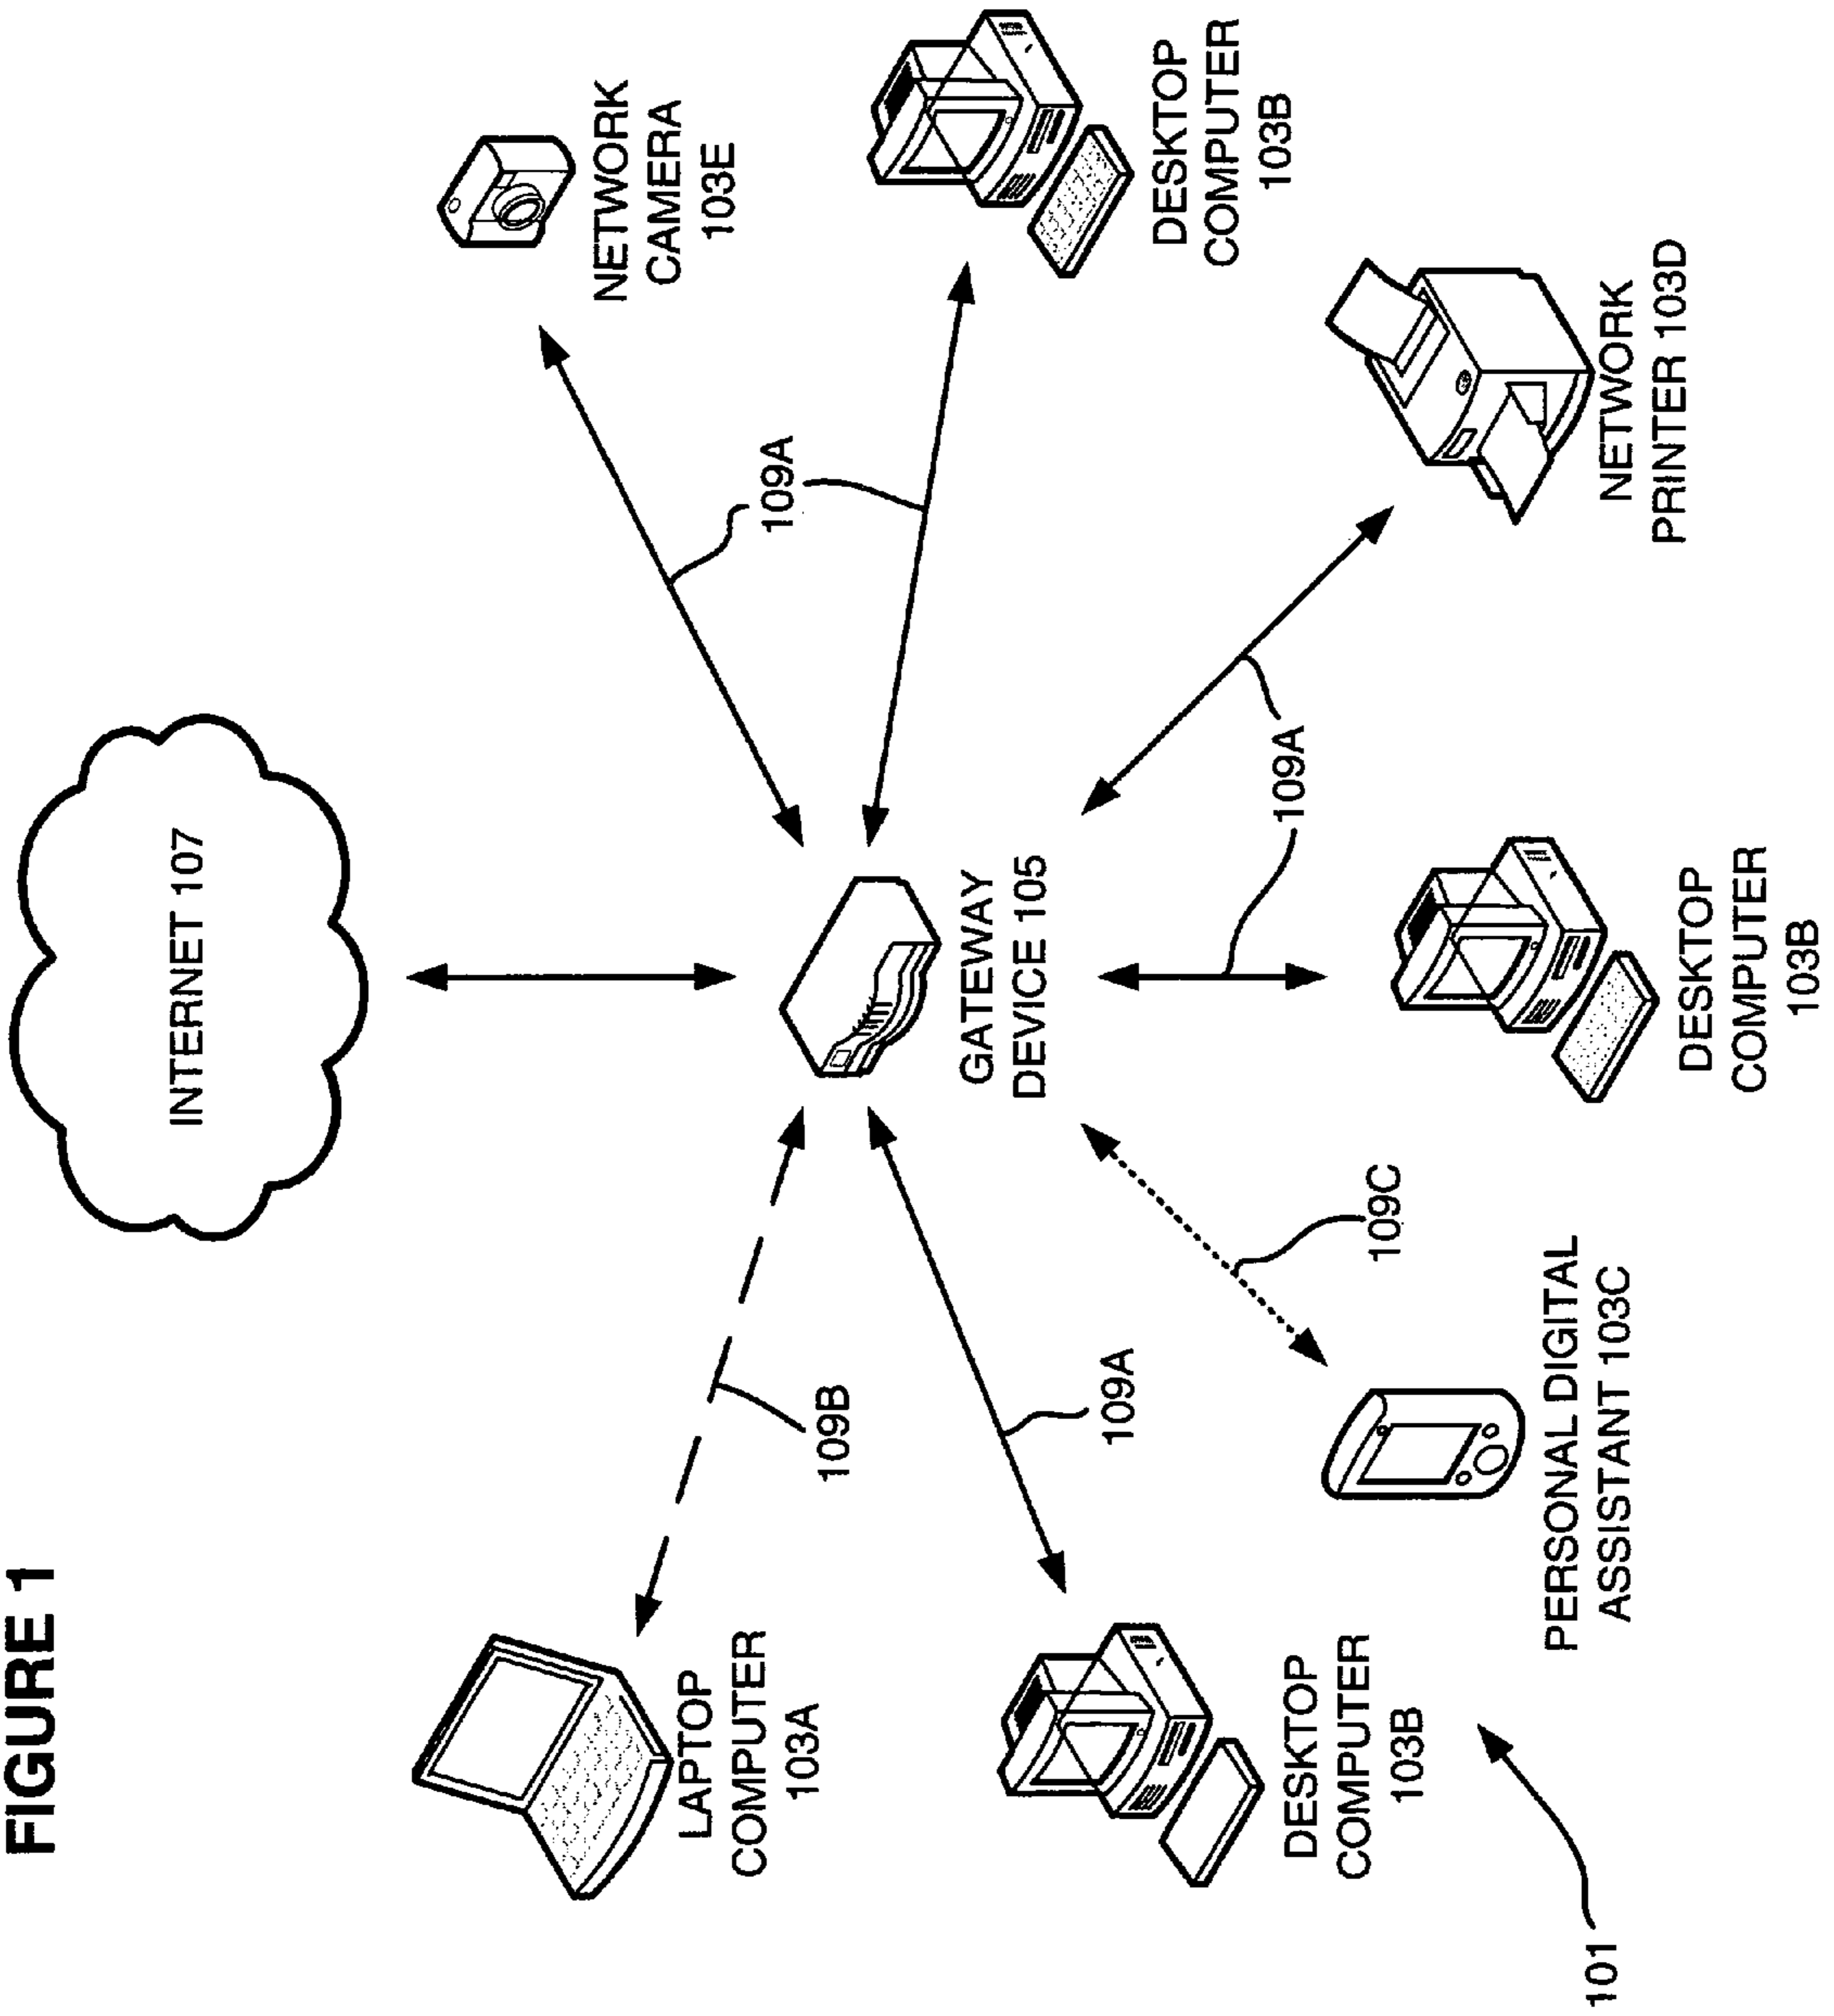 FIGURE 1
INTERNET 107
LAPTOP
COMPUTER
103A
109B
GATEWAY
DEVICE 105
109A
NETWORK
CAMERA
103E
DESKTOP
COMPUTER
103B
109A
DESKTOP
COMPUTER
103B
109C
109A
PERSONAL DIGITAL
ASSISTANT 103C
DESKTOP
COMPUTER
103B
NETWORK
PRINTER 103D
101